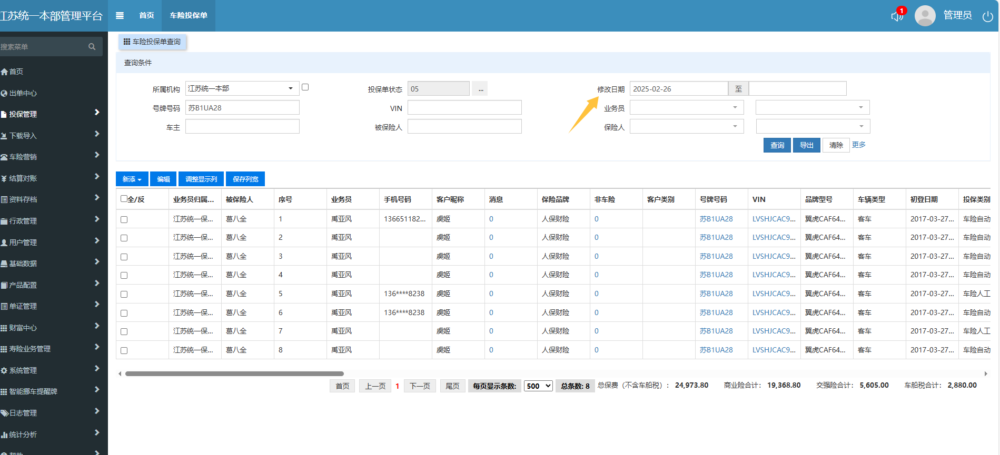 江苏统一本部管理平台
首页
车险投保单
1
管理员
搜索菜单
首页
出单中心
投保管理
下载导入
车险营销
结算对账
资料存档
行政管理
用户管理
基础数据
产品配置
单证管理
财富中心
寿险业务管理
系统管理
智能挪车提醒牌
日志管理
统计分析
帮助
车险投保单查询
查询条件
所属机构 江苏统一本部
投保单状态 05 ...
修改日期 2025-02-26 至
号牌号码 苏B1UA28
VIN
业务员
车主
被保险人
保险人
查询 导出 清除 更多
新添 编辑 调整显示列 保存列宽
全/反 业务员归属... 被保险人 序号 业务员 手机号码 客户昵称 消息 保险品牌 非车险 客户类别 号牌号码 VIN 品牌型号 车辆类型 初登日期 投保类别
江苏统一保... 葛八全 1 禹亚风 136651182... 虞姬 0 人保财险 0 苏B1UA28 LVSHJCAC9... 翼虎CAF64... 客车 2017-03-27... 车险自动
江苏统一保... 葛八全 2 禹亚风 虞姬 0 人保财险 0 苏B1UA28 LVSHJCAC9... 翼虎CAF64... 客车 2017-03-27... 车险自动
江苏统一保... 葛八全 3 禹亚风 虞姬 0 人保财险 0 苏B1UA28 LVSHJCAC9... 翼虎CAF64... 客车 2017-03-27... 车险自动
江苏统一保... 葛八全 4 禹亚风 虞姬 0 人保财险 0 苏B1UA28 LVSHJCAC9... 翼虎CAF64... 客车 2017-03-27... 车险自动
江苏统一保... 葛八全 5 禹亚风 136****8238 虞姬 0 人保财险 0 苏B1UA28 LVSHJCAC9... 翼虎CAF64... 客车 2017-03-27... 车险人工
江苏统一保... 葛八全 6 禹亚风 136****8238 虞姬 0 人保财险 0 苏B1UA28 LVSHJCAC9... 翼虎CAF64... 客车 2017-03-27... 车险自动
江苏统一保... 葛八全 7 禹亚风 虞姬 0 人保财险 0 苏B1UA28 LVSHJCAC9... 翼虎CAF64... 客车 2017-03-27... 车险人工
江苏统一保... 葛八全 8 禹亚风 虞姬 0 人保财险 0 苏B1UA28 LVSHJCAC9... 翼虎CAF64... 客车 2017-03-27... 车险自动
首页 上一页 1 下一页 尾页 每页显示条数: 500 总条数: 8 总保费（不含车船税）: 24,973.80 商业险合计: 19,368.80 交强险合计: 5,605.00 车船税合计: 2,880.00